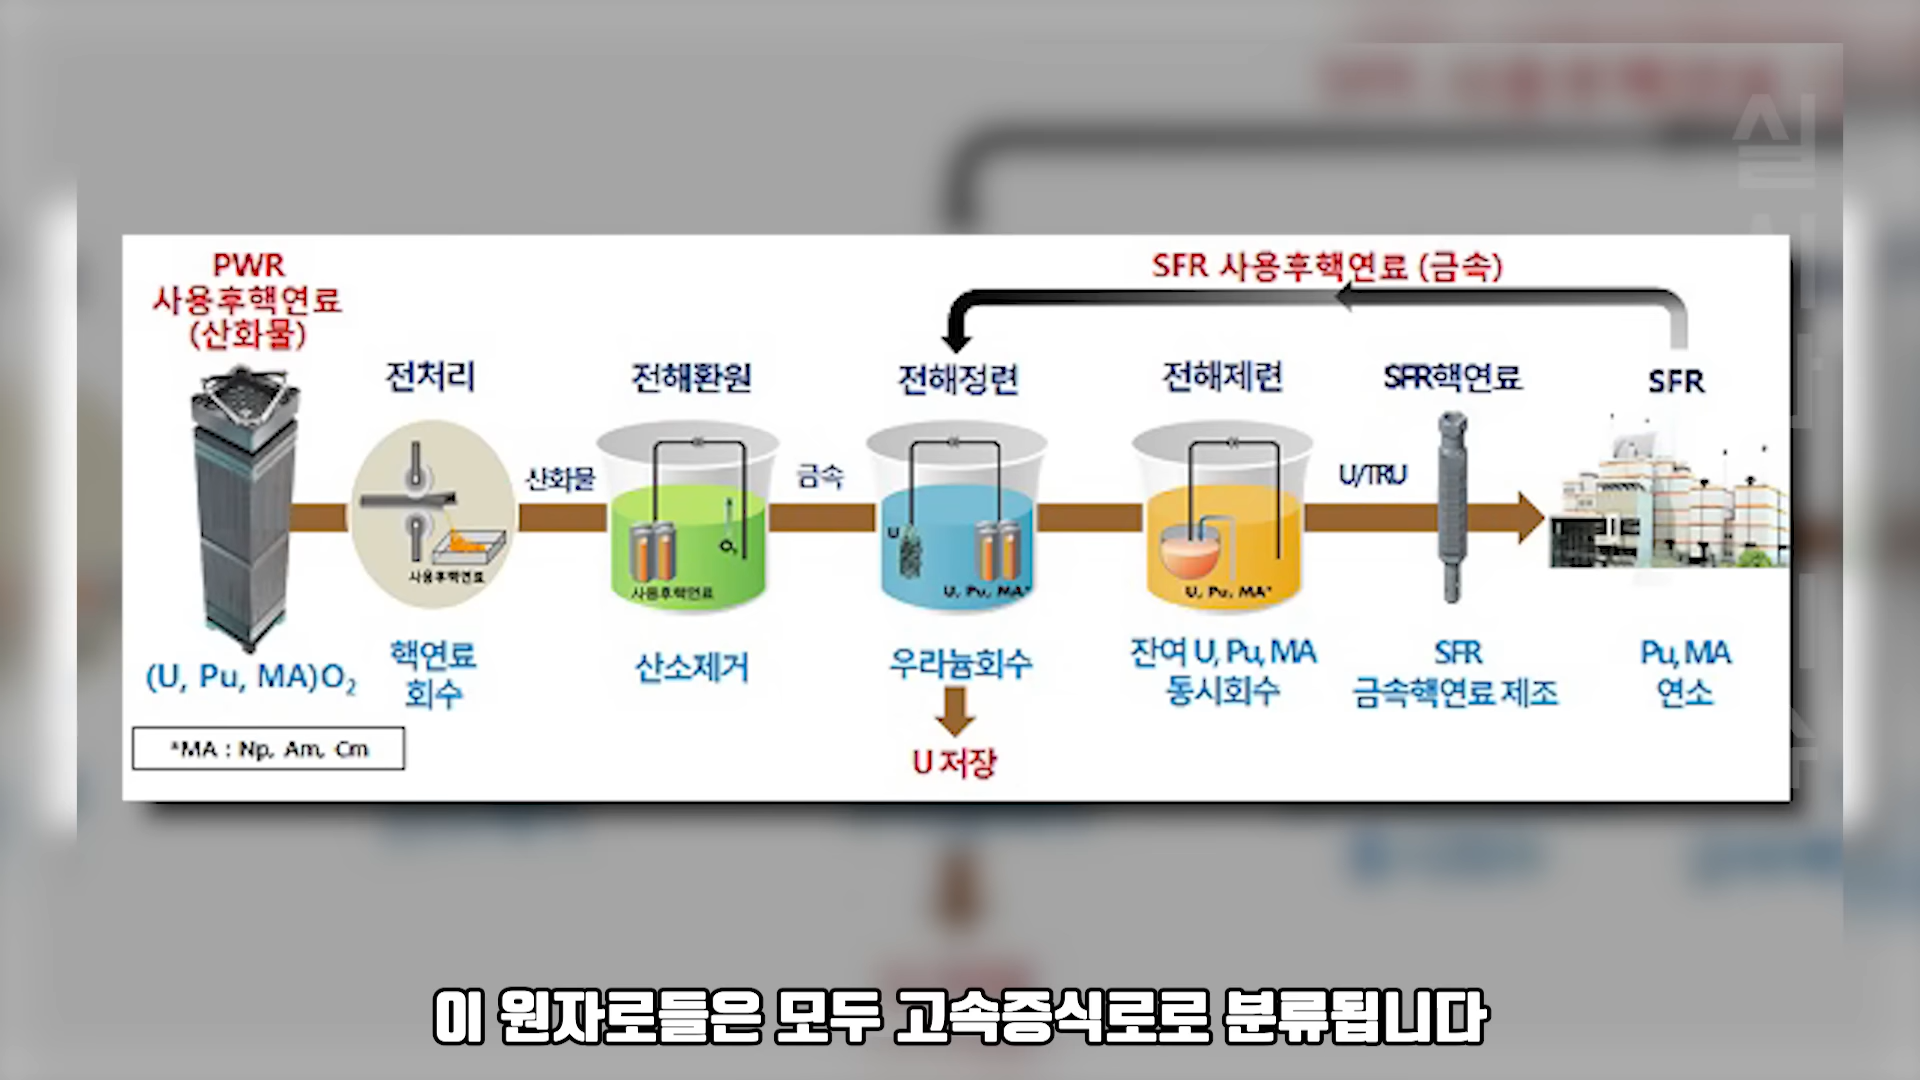 PWR
사용후핵연료
(산화물)
SFR 사용후핵연료 (금속)
전처리
전해환원
전해정련
전해제련
SFR핵연료
SFR
산화물
금속
U/TRU
사용후핵연료
O₂
사용후핵연료
U
U, Pu, MA*
U, Pu, MA*
(U, Pu, MA)O₂
핵연료
회수
산소제거
우라늄회수
잔여 U, Pu, MA
동시회수
SFR
금속핵연료 제조
Pu, MA
연소
*MA : Np, Am, Cm
U 저장
이 원자로들은 모두 고속증식로로 분류됩니다